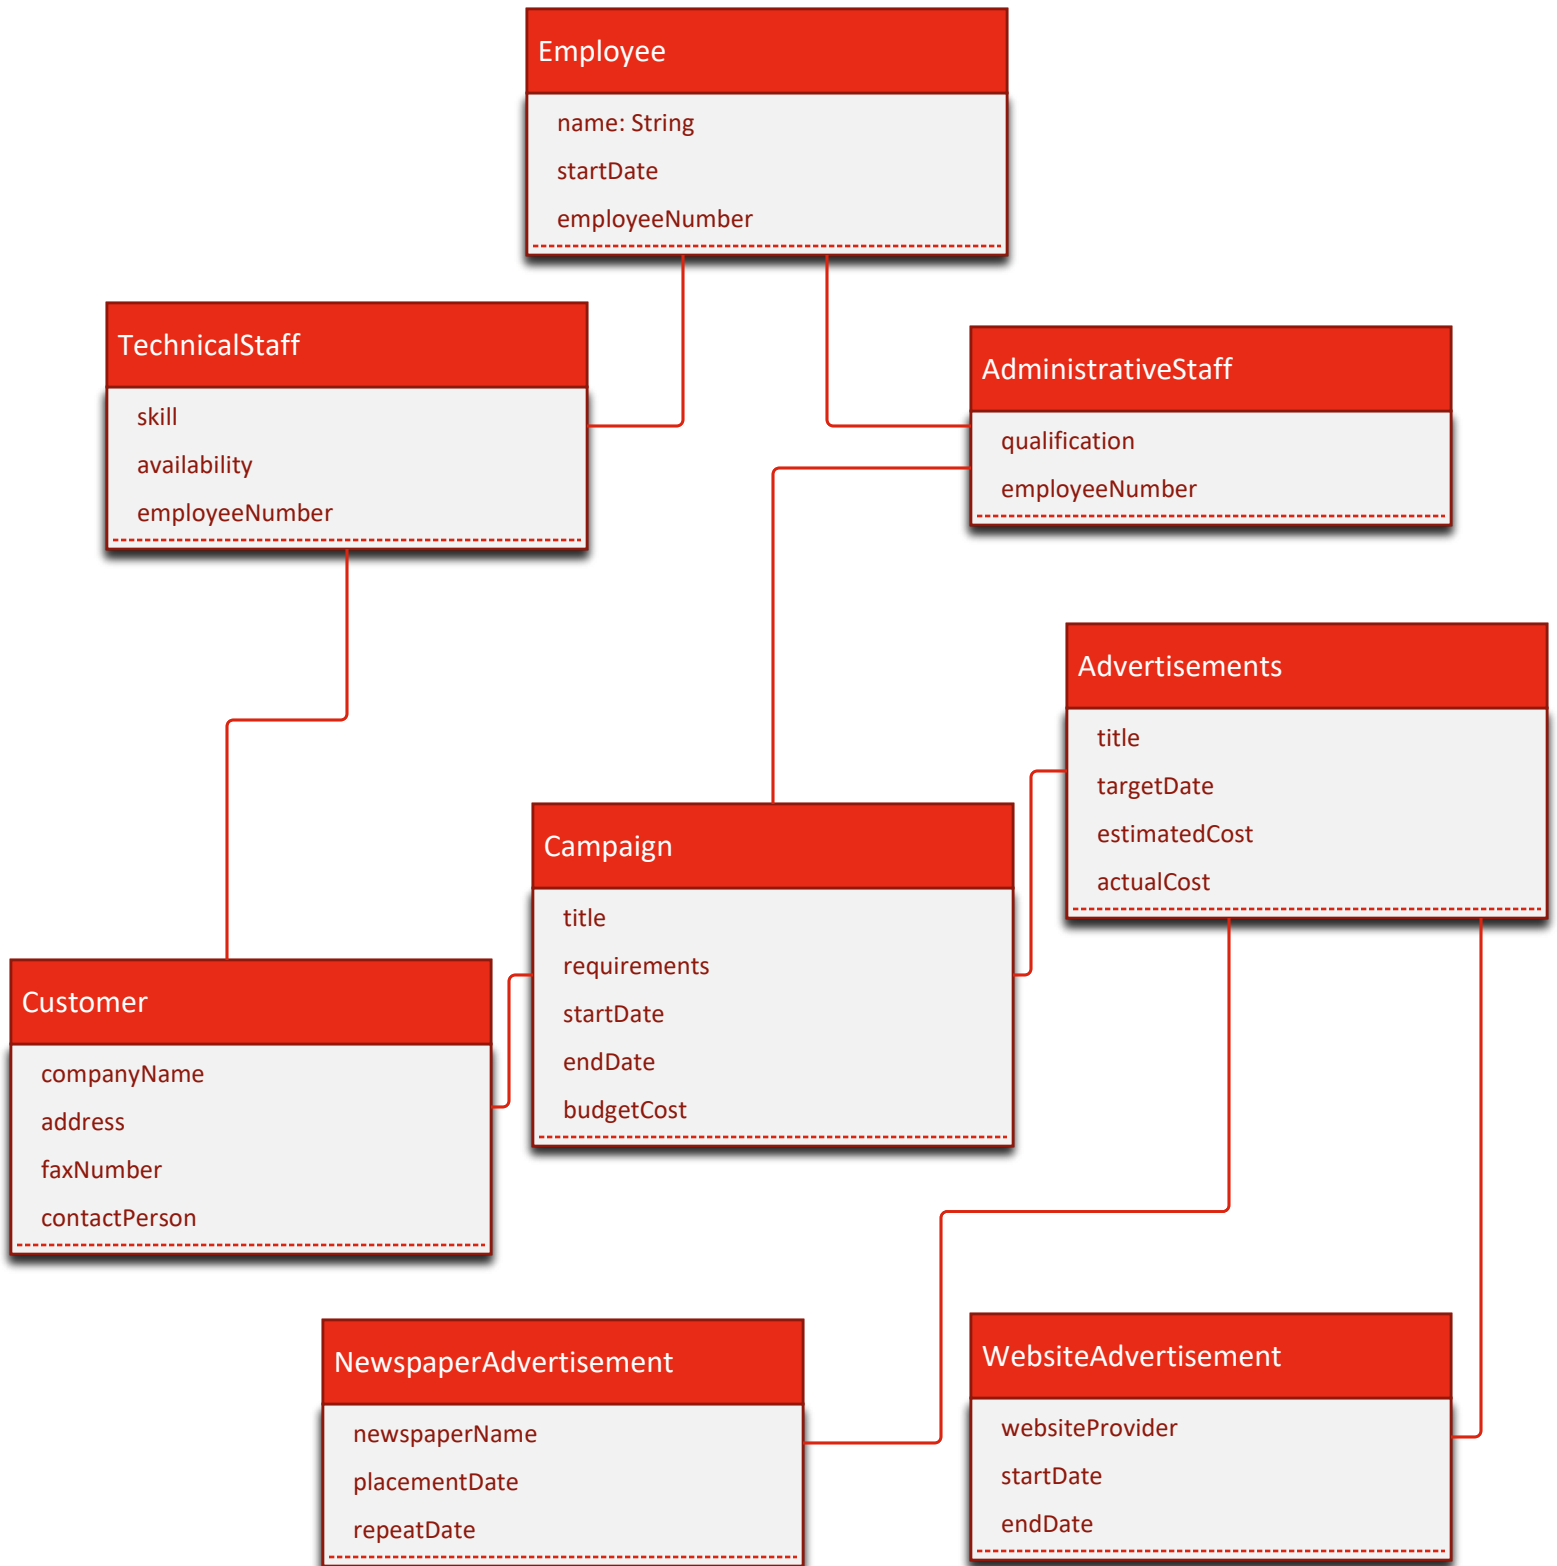 Employee
name: String
startDate
employeeNumber
TechnicalStaff
skill
availability
employeeNumber
AdministrativeStaff
qualification
employeeNumber
Advertisements
title
targetDate
estimatedCost
actualCost
Campaign
title
requirements
startDate
endDate
budgetCost
Customer
companyName
address
faxNumber
contactPerson
NewspaperAdvertisement
newspaperName
placementDate
repeatDate
WebsiteAdvertisement
websiteProvider
startDate
endDate